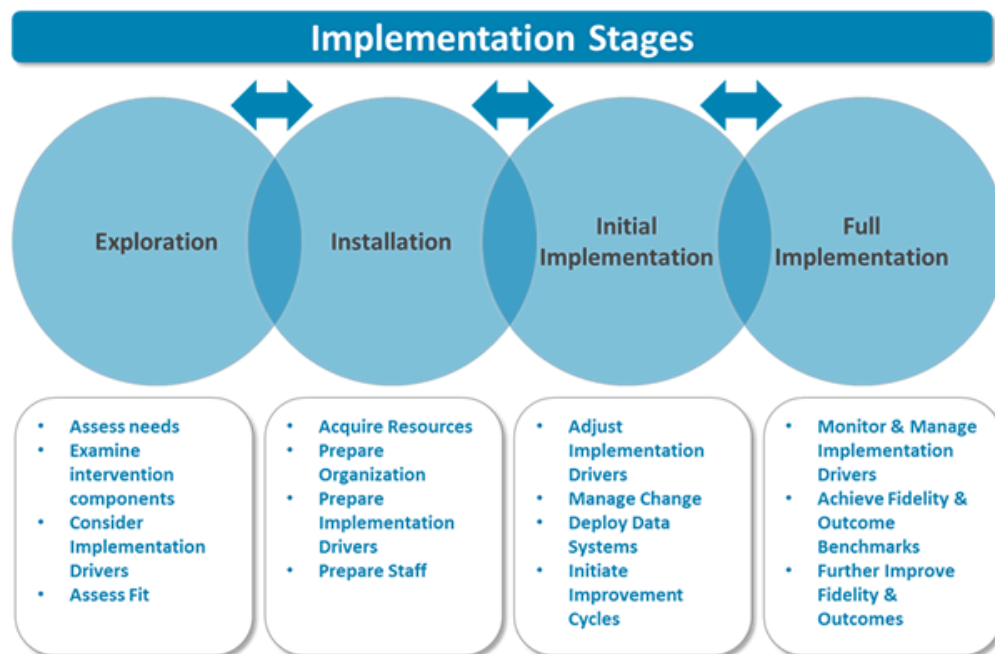 Implementation Stages
Exploration
Installation
Initial
Implementation
Full
Implementation
• Assess needs
• Examine
intervention
components
• Consider
Implementation
Drivers
• Assess Fit
• Acquire Resources
• Prepare
Organization
• Prepare
Implementation
Drivers
• Prepare Staff
• Adjust
Implementation
Drivers
• Manage Change
• Deploy Data
Systems
• Initiate
Improvement
Cycles
• Monitor & Manage
Implementation
Drivers
• Achieve Fidelity &
Outcome
Benchmarks
• Further Improve
Fidelity &
Outcomes